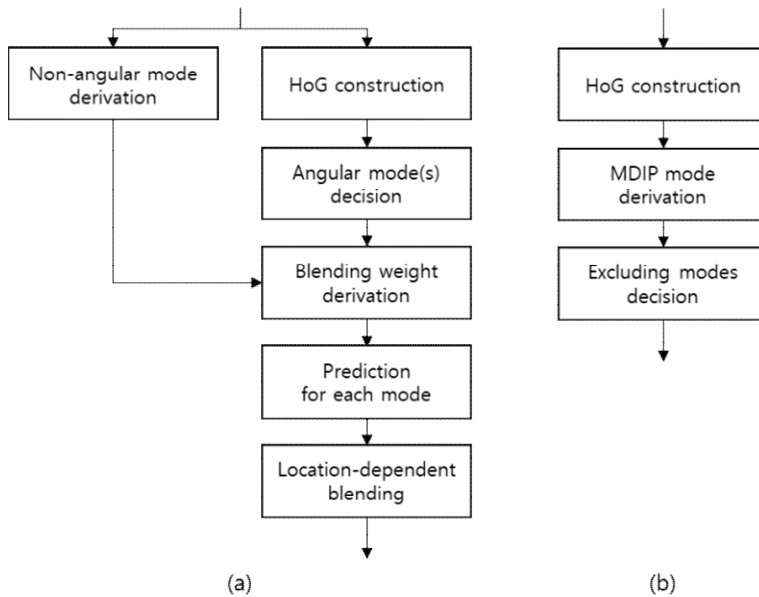 Non-angular mode
derivation
HoG construction
Angular mode(s)
decision
Blending weight
derivation
Prediction
for each mode
Location-dependent
blending
(a)
HoG construction
MDIP mode
derivation
Excluding modes
decision
(b)